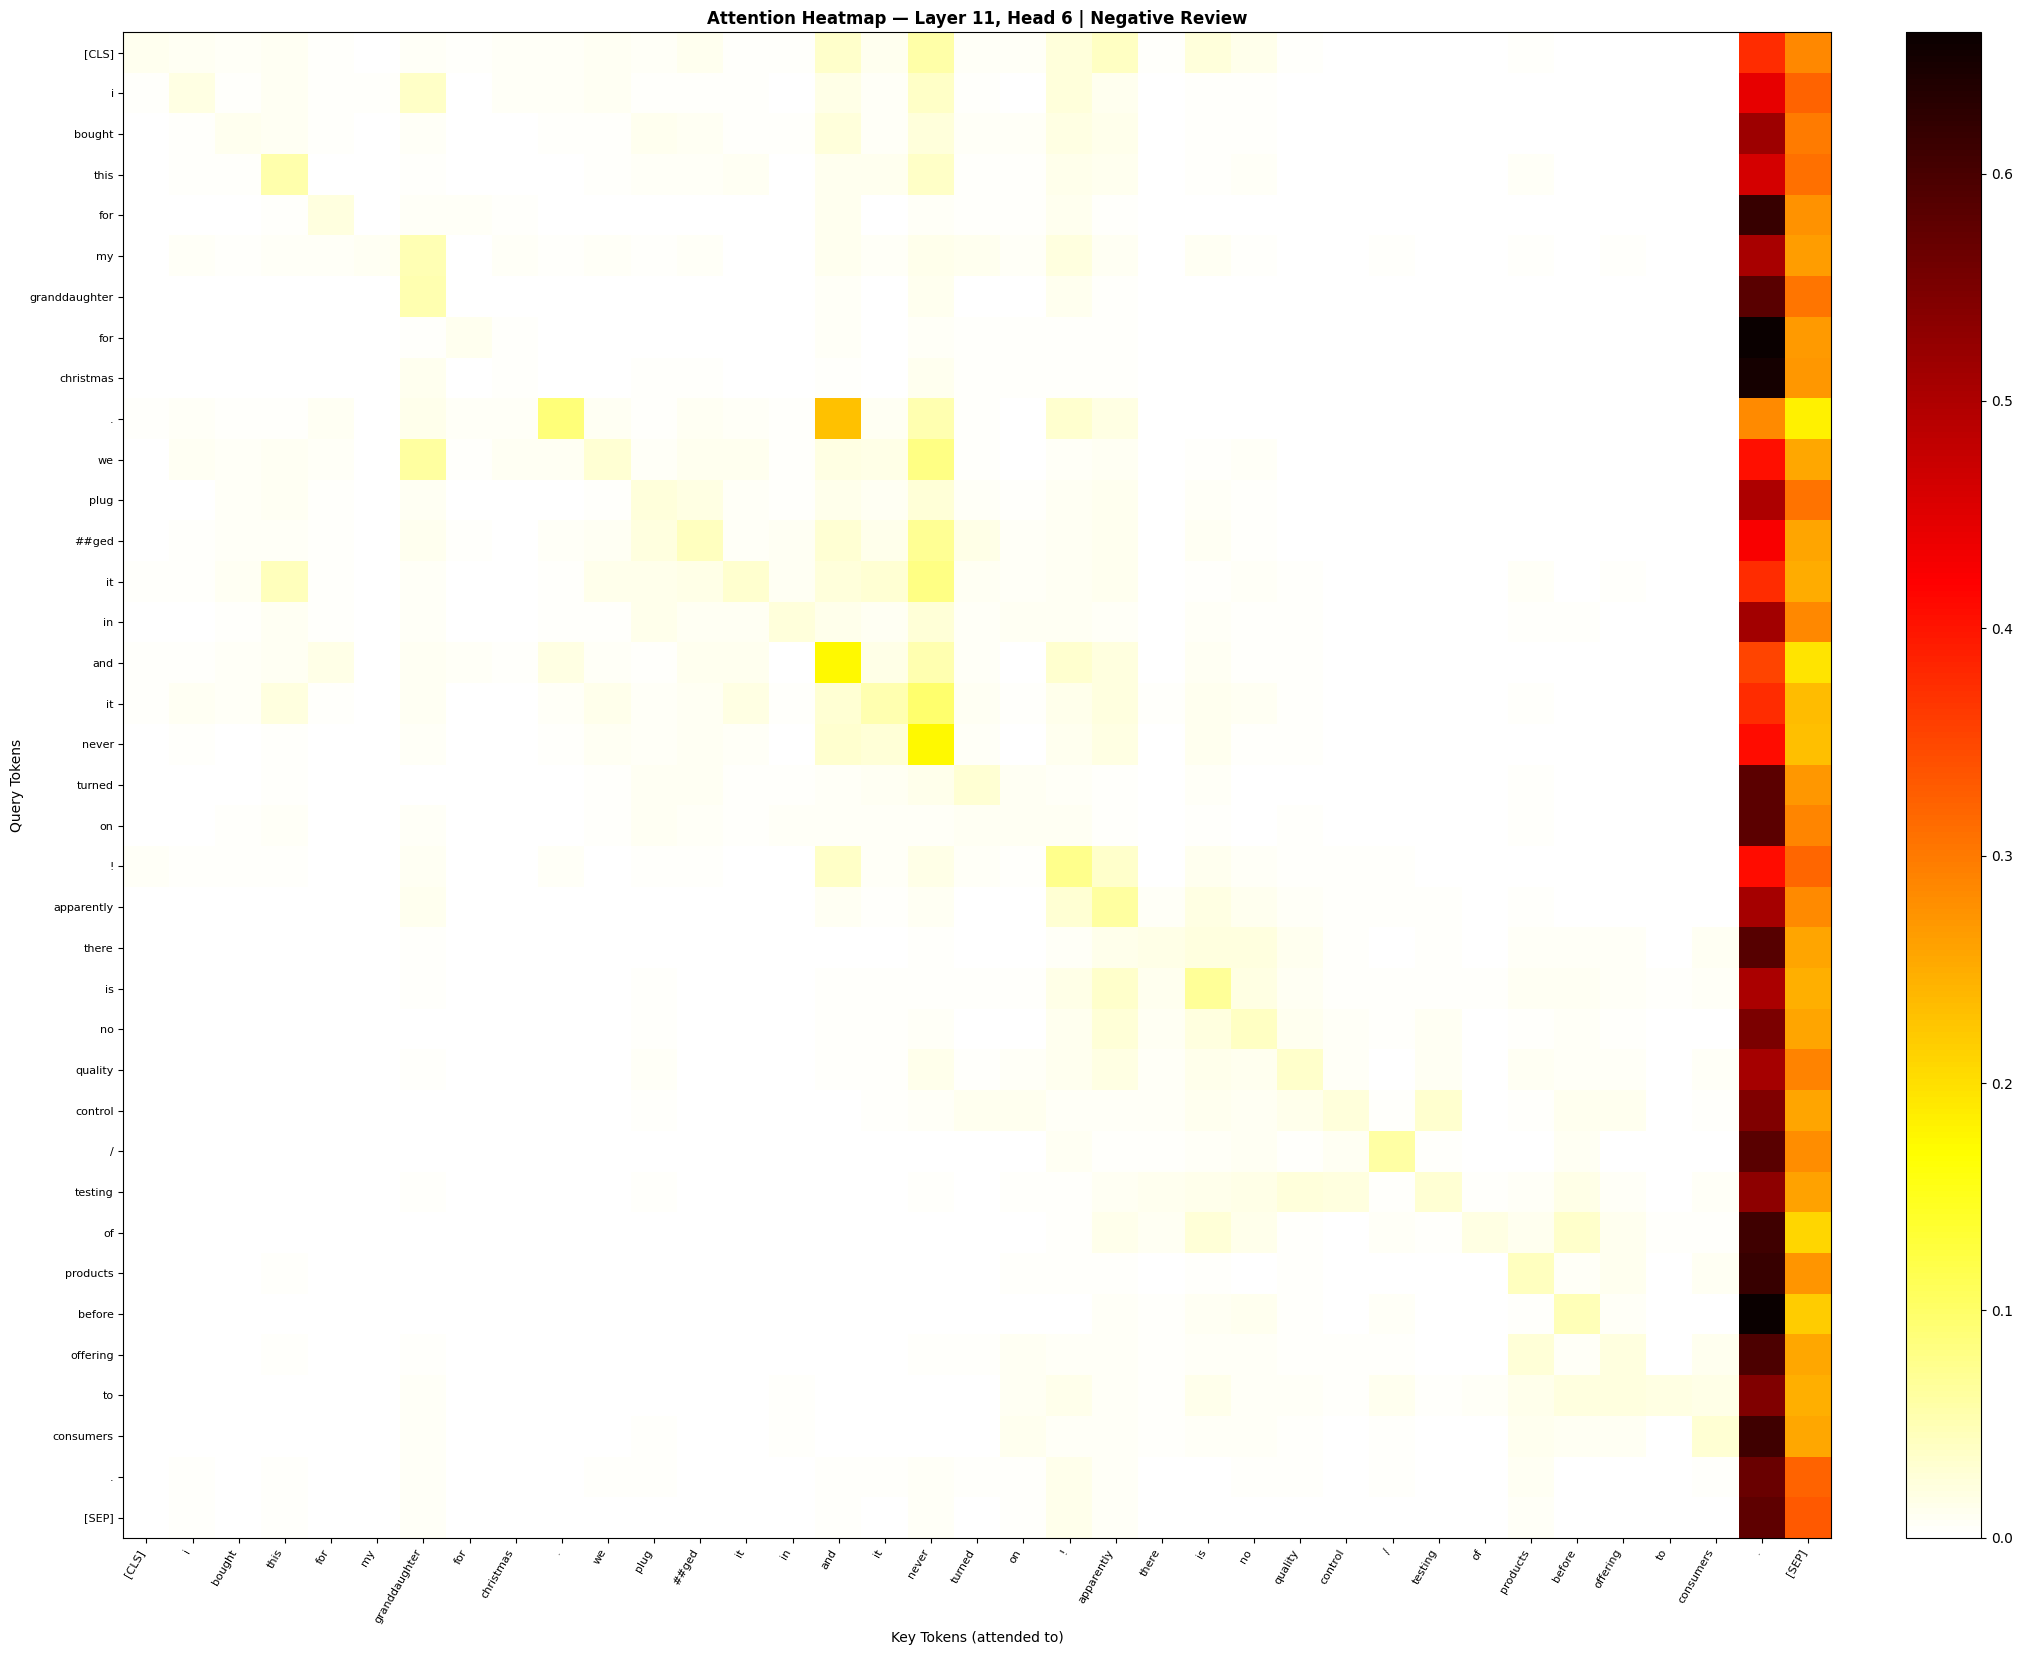 Attention Heatmap — Layer 11, Head 6 | Negative Review
Query Tokens
[CLS]
i
bought
this
for
my
granddaughter
for
christmas
.
we
plug
##ged
it
in
and
it
never
turned
on
!
apparently
there
is
no
quality
control
/
testing
of
products
before
offering
to
consumers
.
[SEP]
[CLS]
i
bought
this
for
my
granddaughter
for
christmas
.
we
plug
##ged
it
in
and
it
never
turned
on
!
apparently
there
is
no
quality
control
/
testing
of
products
before
offering
to
consumers
.
[SEP]
Key Tokens (attended to)
0.6
0.5
0.4
0.3
0.2
0.1
0.0